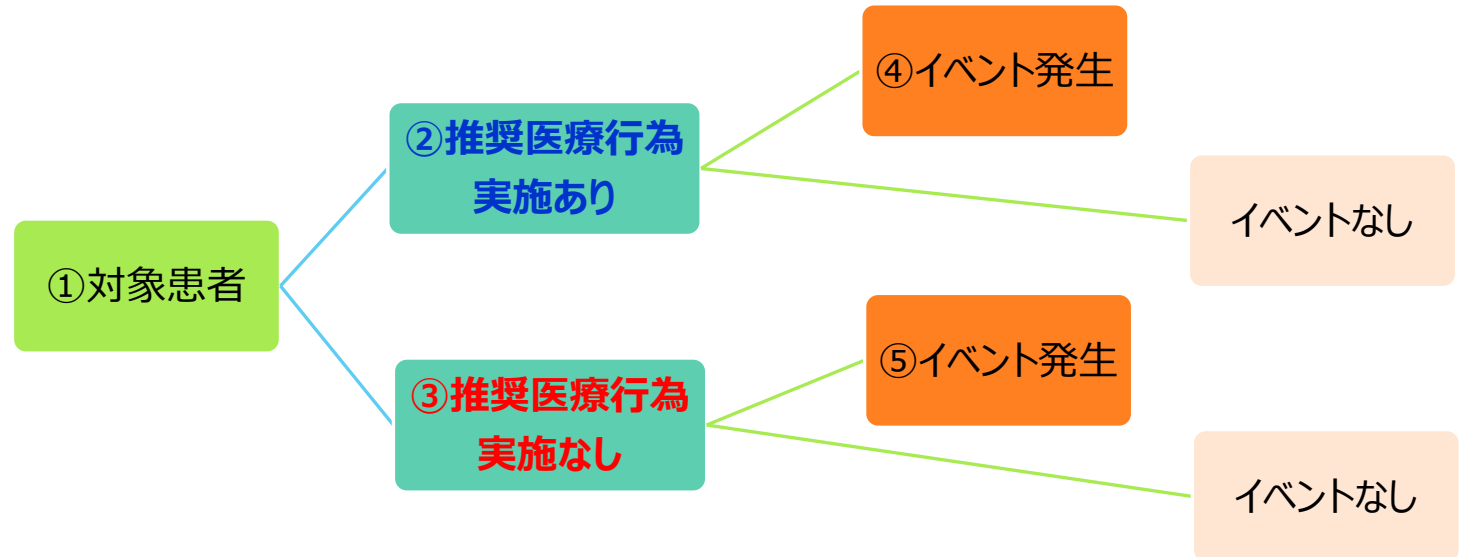 ①対象患者
②推奨医療行為
実施あり
③推奨医療行為
実施なし
④イベント発生
イベントなし
⑤イベント発生
イベントなし